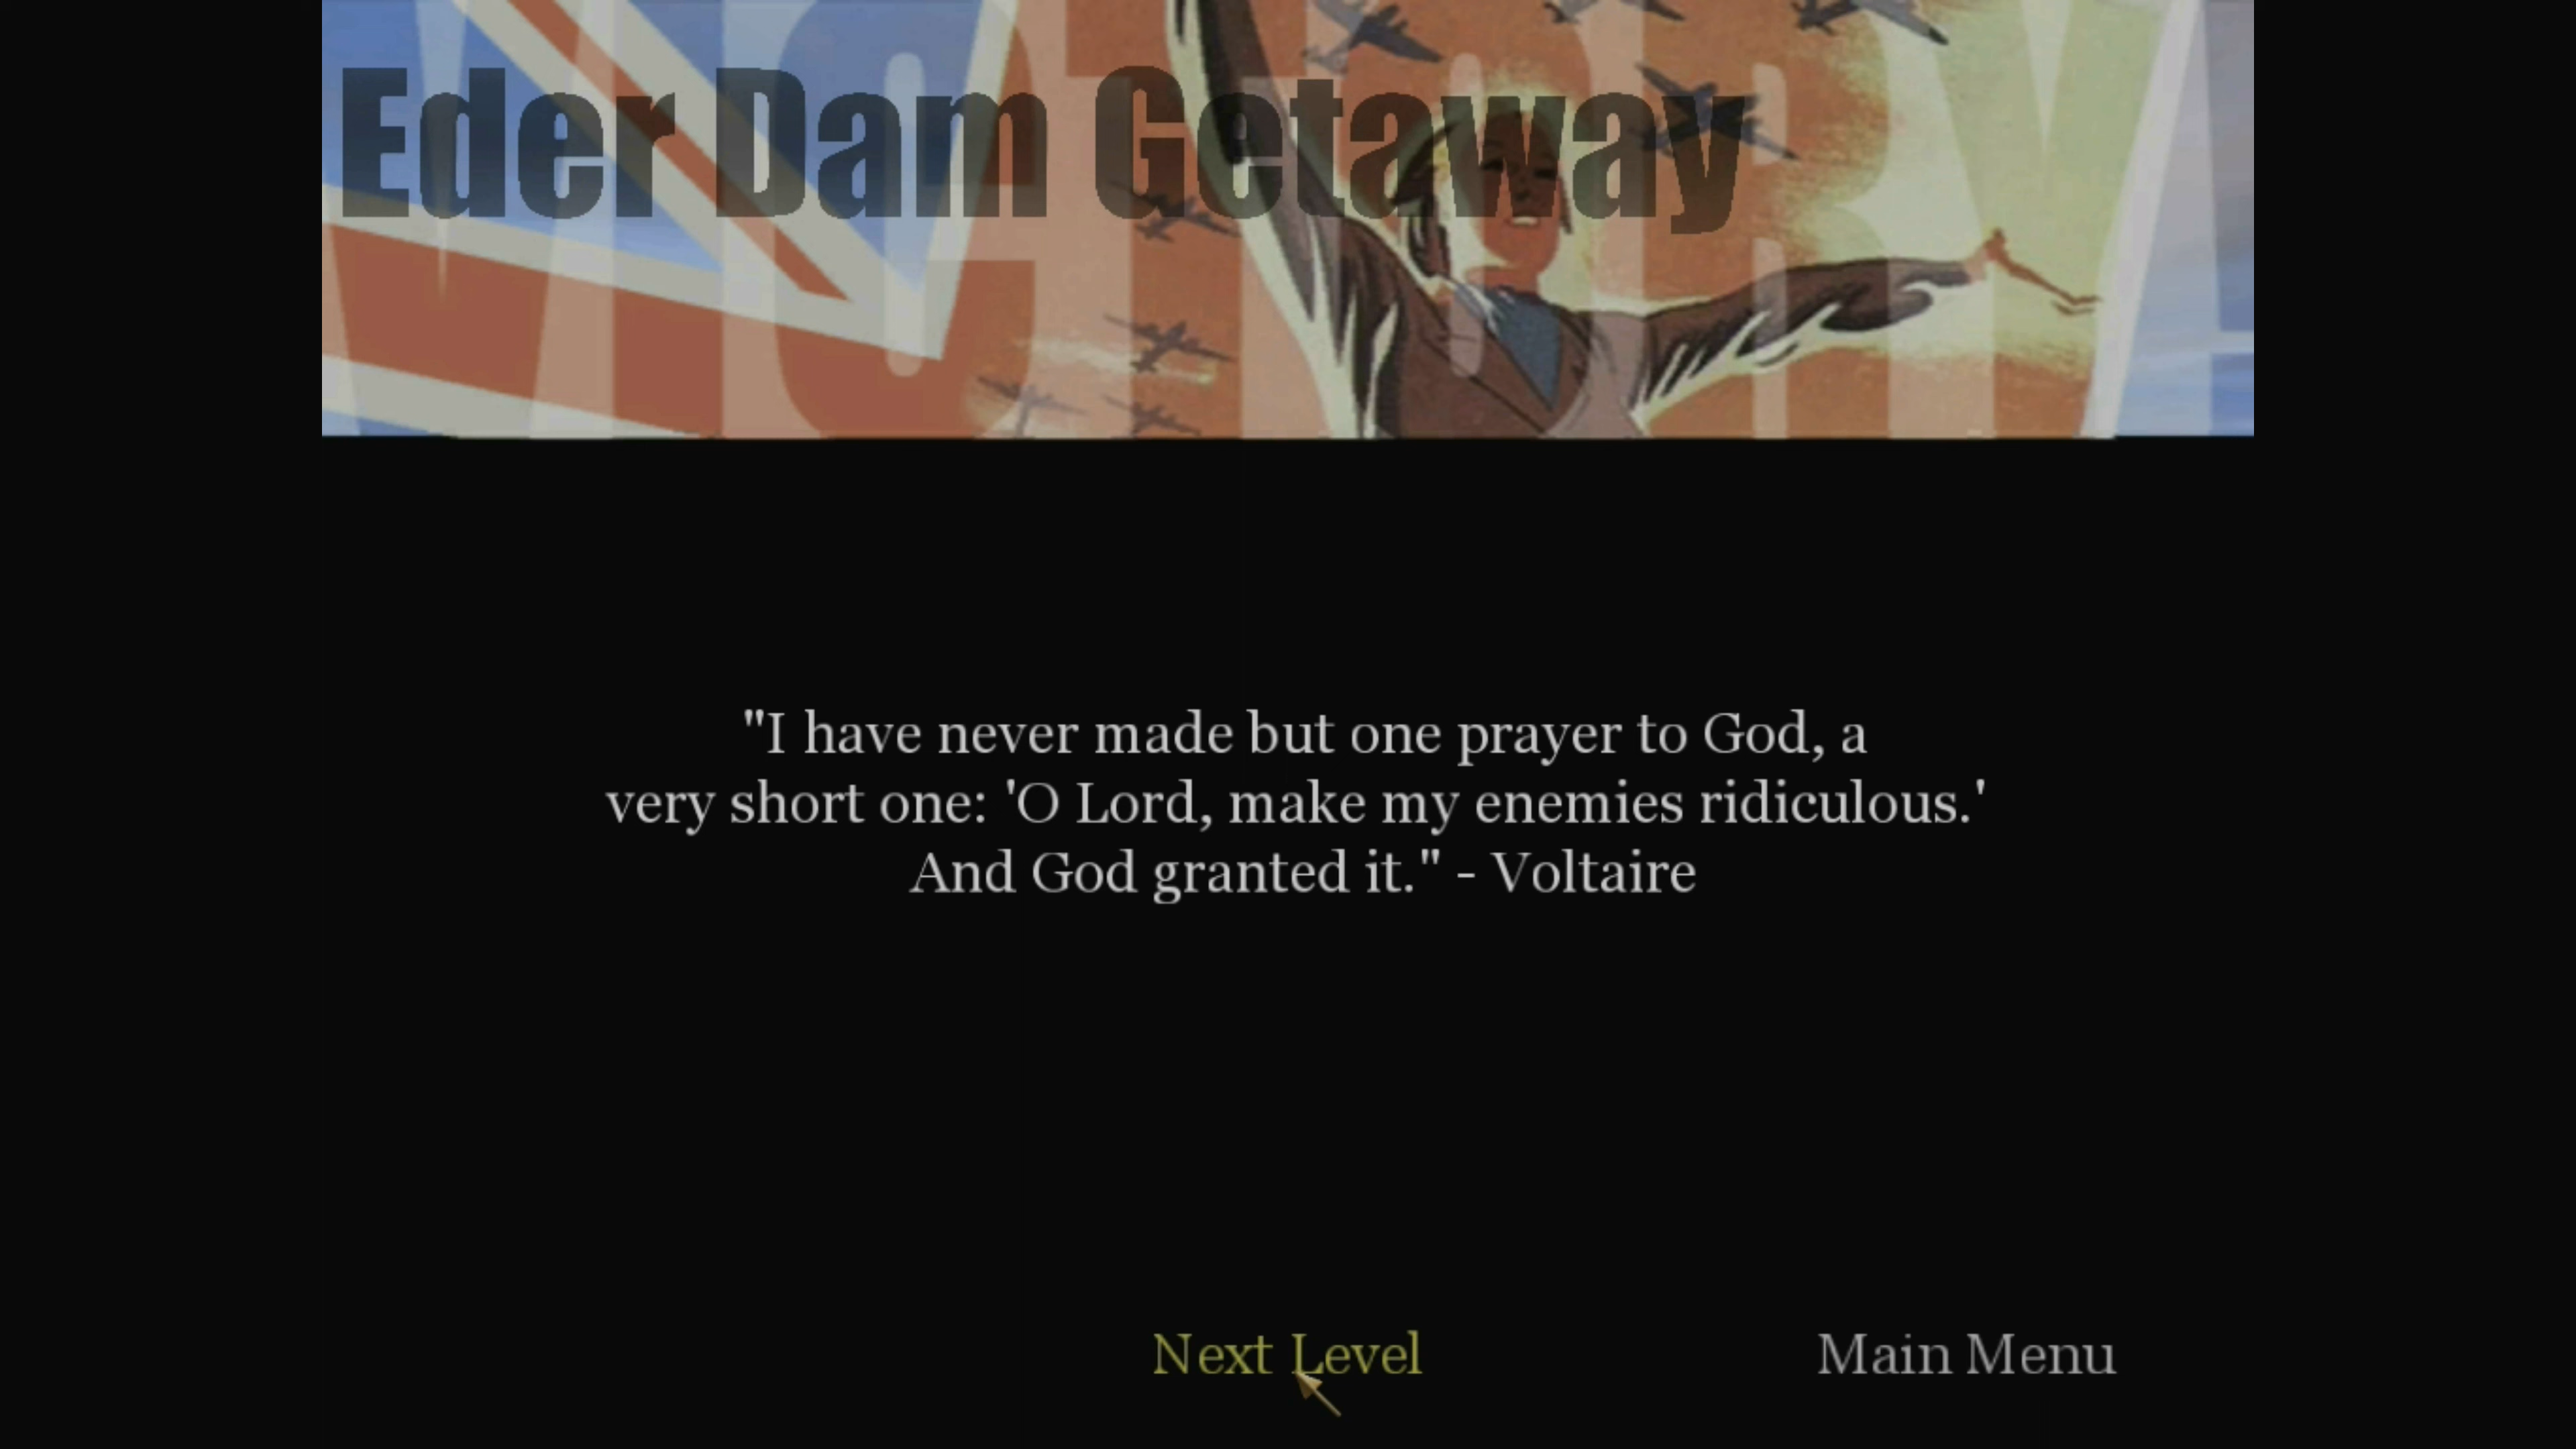 VICTORY
Eder Dam Getaway
"I have never made but one prayer to God, a
very short one: 'O Lord, make my enemies ridiculous.'
And God granted it." - Voltaire
Next Level
Main Menu